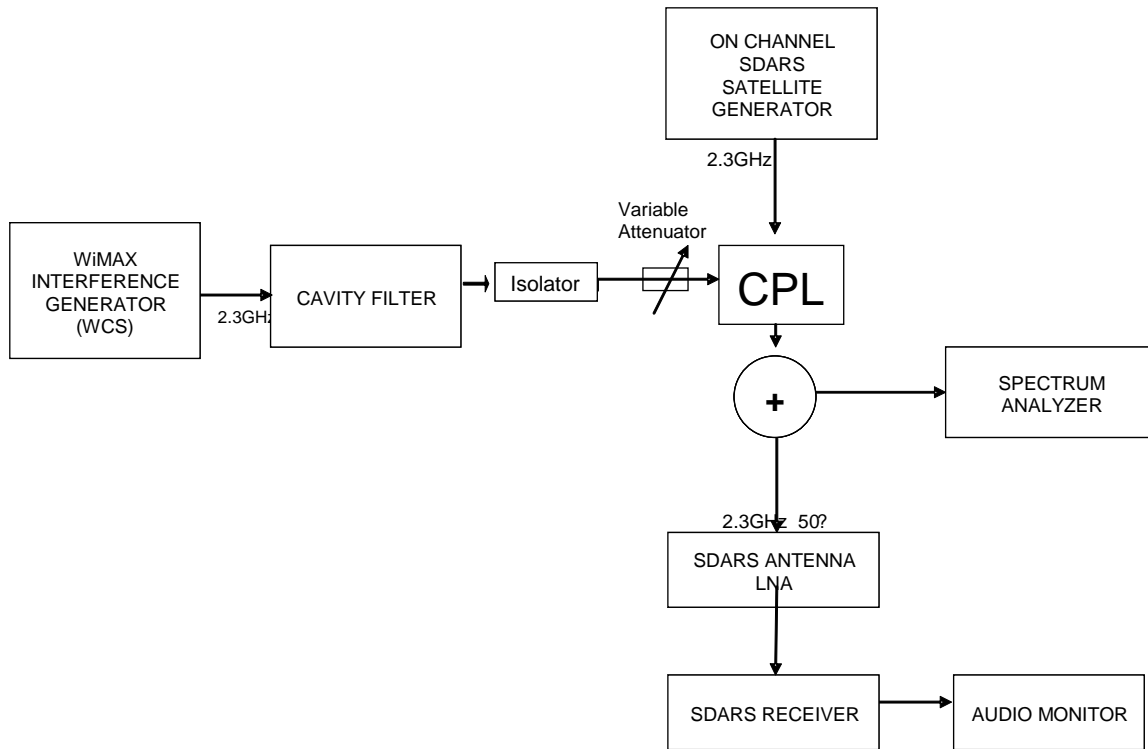 ON CHANNEL
SDARS
SATELLITE
GENERATOR
2.3GHz
Variable
Attenuator
WiMAX
INTERFERENCE
GENERATOR
(WCS)
2.3GHz
CAVITY FILTER
Isolator
CPL
+
SPECTRUM
ANALYZER
2.3GHz 50?
SDARS ANTENNA
LNA
SDARS RECEIVER
AUDIO MONITOR